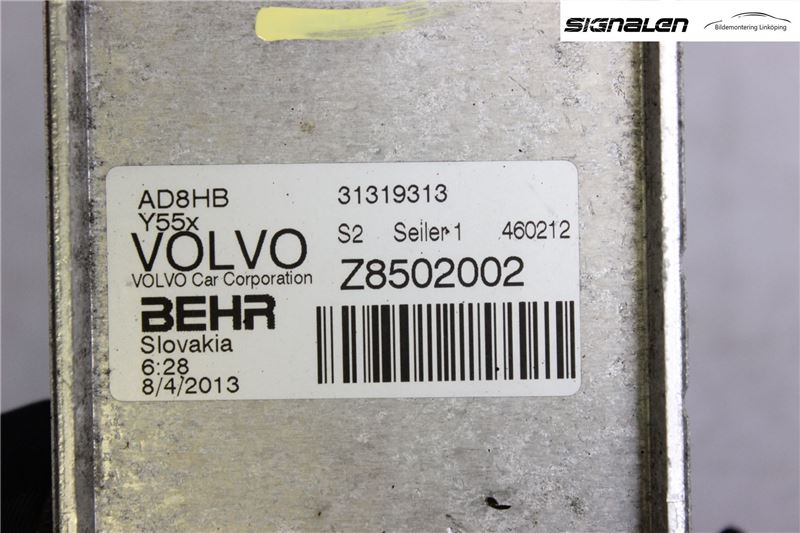 SIGNALEN
Bildemontering Linköping
AD8HB 31319313
Y55x
S2 Seiler 1 460212
VOLVO
VOLVO Car Corporation
Z8502002
BEHR
Slovakia
6:28
8/4/2013